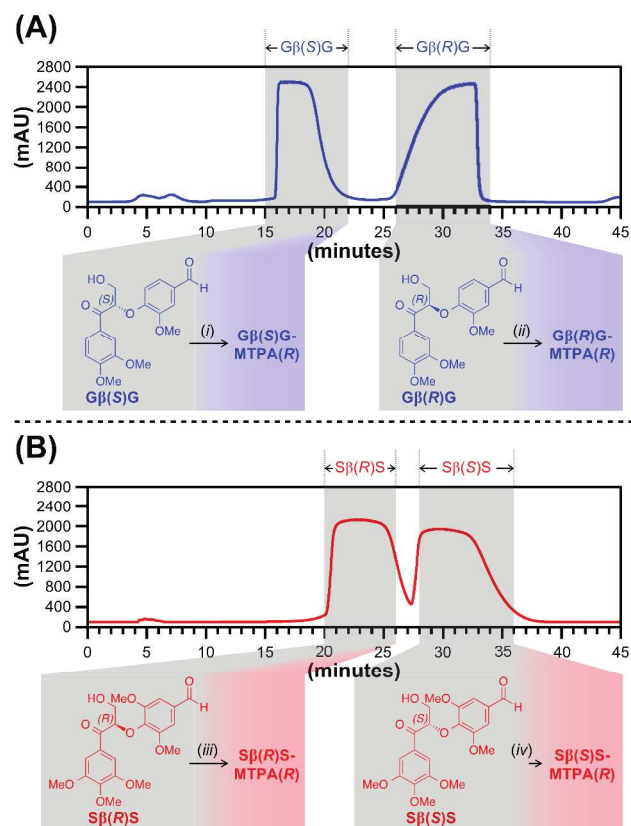 (A)
Gβ(S)G
Gβ(R)G
(mAU)
2800
2400
2000
1600
1200
800
400
0
0 5 10 15 20 25 30 35 40 45
(minutes)
HO
O
H
(S)
O
O
OMe
OMe
OMe
Gβ(S)G
(i)
Gβ(S)G-
MTPA(R)
HO
O
H
(R)
O
O
OMe
OMe
OMe
Gβ(R)G
(ii)
Gβ(R)G-
MTPA(R)
(B)
Sβ(R)S
Sβ(S)S
(mAU)
2800
2400
2000
1600
1200
800
400
0
0 5 10 15 20 25 30 35 40 45
(minutes)
HO
MeO
O
H
(R)
O
O
OMe
MeO
OMe
OMe
Sβ(R)S
(iii)
Sβ(R)S-
MTPA(R)
HO
OMe
O
H
(S)
O
O
OMe
MeO
OMe
OMe
Sβ(S)S
(iv)
Sβ(S)S-
MTPA(R)